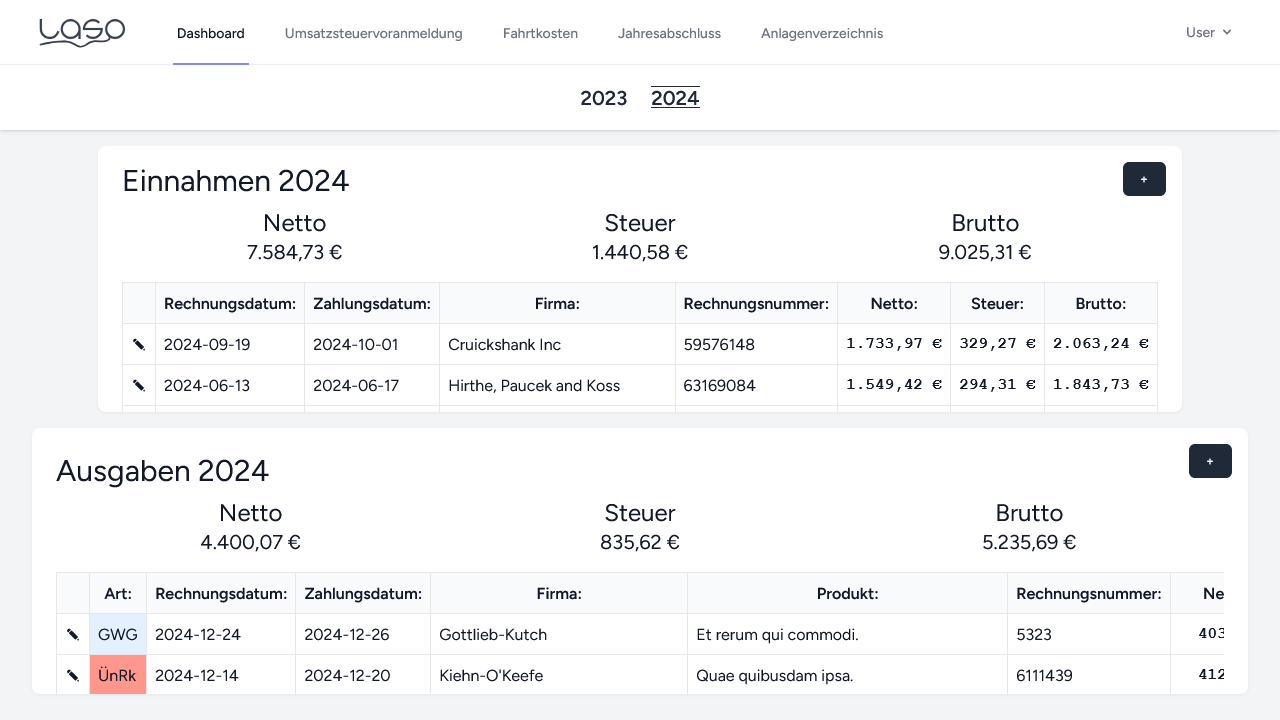 LASO Dashboard Umsatzsteuervoranmeldung Fahrtkosten Jahresabschluss Anlagenverzeichnis User
2023 2024
Einnahmen 2024 +
Netto Steuer Brutto
7.584,73 € 1.440,58 € 9.025,31 €
Rechnungsdatum: Zahlungsdatum: Firma: Rechnungsnummer: Netto: Steuer: Brutto:
2024-09-19 2024-10-01 Cruickshank Inc 59576148 1.733,97 € 329,27 € 2.063,24 €
2024-06-13 2024-06-17 Hirthe, Paucek and Koss 63169084 1.549,42 € 294,31 € 1.843,73 €
Ausgaben 2024 +
Netto Steuer Brutto
4.400,07 € 835,62 € 5.235,69 €
Art: Rechnungsdatum: Zahlungsdatum: Firma: Produkt: Rechnungsnummer: Ne
GWG 2024-12-24 2024-12-26 Gottlieb-Kutch Et rerum qui commodi. 5323 403
ÜnRk 2024-12-14 2024-12-20 Kiehn-O'Keefe Quae quibusdam ipsa. 6111439 412